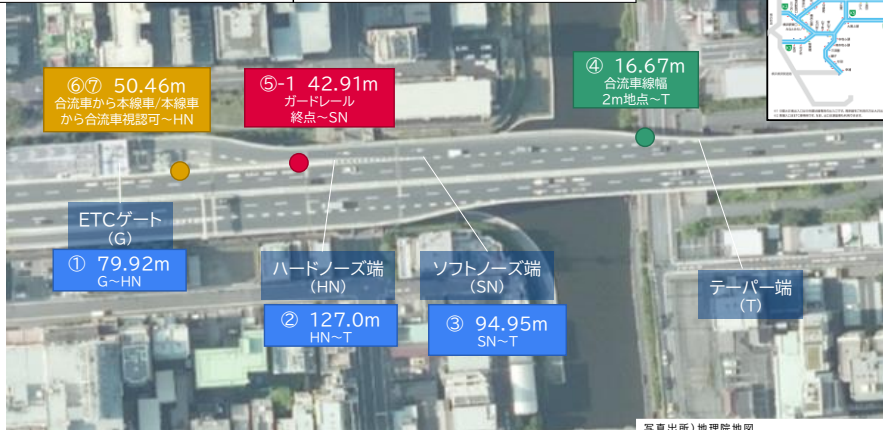 ⑥⑦ 50.46m
合流車から本線車/本線車
から合流車視認可～HN
⑤-1 42.91m
ガードレール
終点～SN
④ 16.67m
合流車線幅
2m地点～T
ETCゲート
(G)
① 79.92m
G～HN
ハードノーズ端
(HN)
② 127.0m
HN～T
ソフトノーズ端
(SN)
③ 94.95m
SN～T
テーパー端
(T)
写真出所)地理院地図